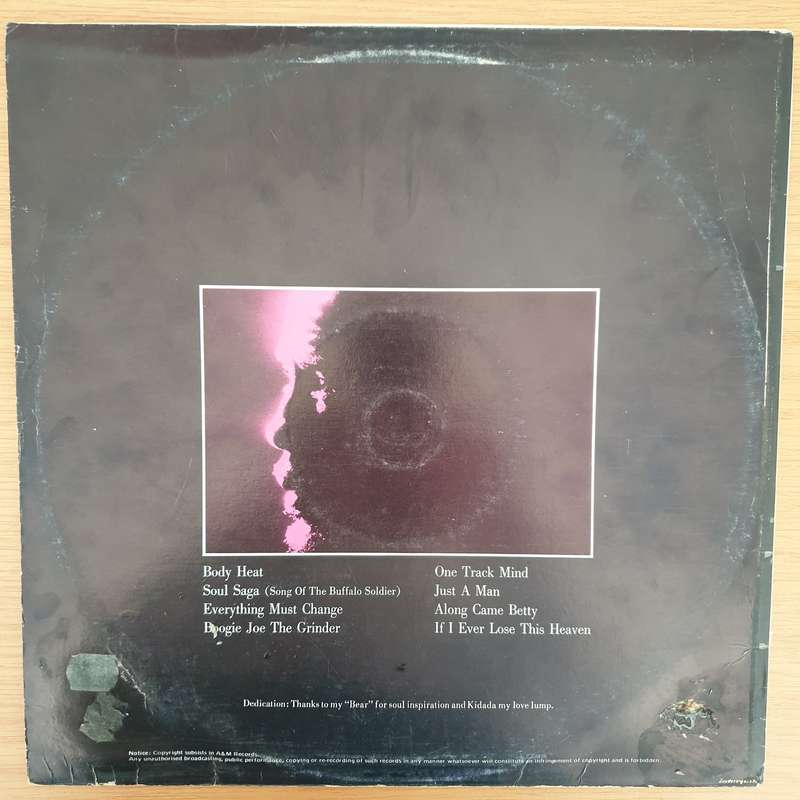 Body Heat
Soul Saga (Song Of The Buffalo Soldier)
Everything Must Change
Boogie Joe The Grinder
One Track Mind
Just A Man
Along Came Betty
If I Ever Lose This Heaven
Dedication: Thanks to my "Bear" for soul inspiration and Kidada my love lump.
Notice: Copyright subsists in A&M Records.
Any unauthorised broadcasting, public performance, copying or re-recording of such records in any manner whatsoever will constitute an infringement of copyright and is forbidden.